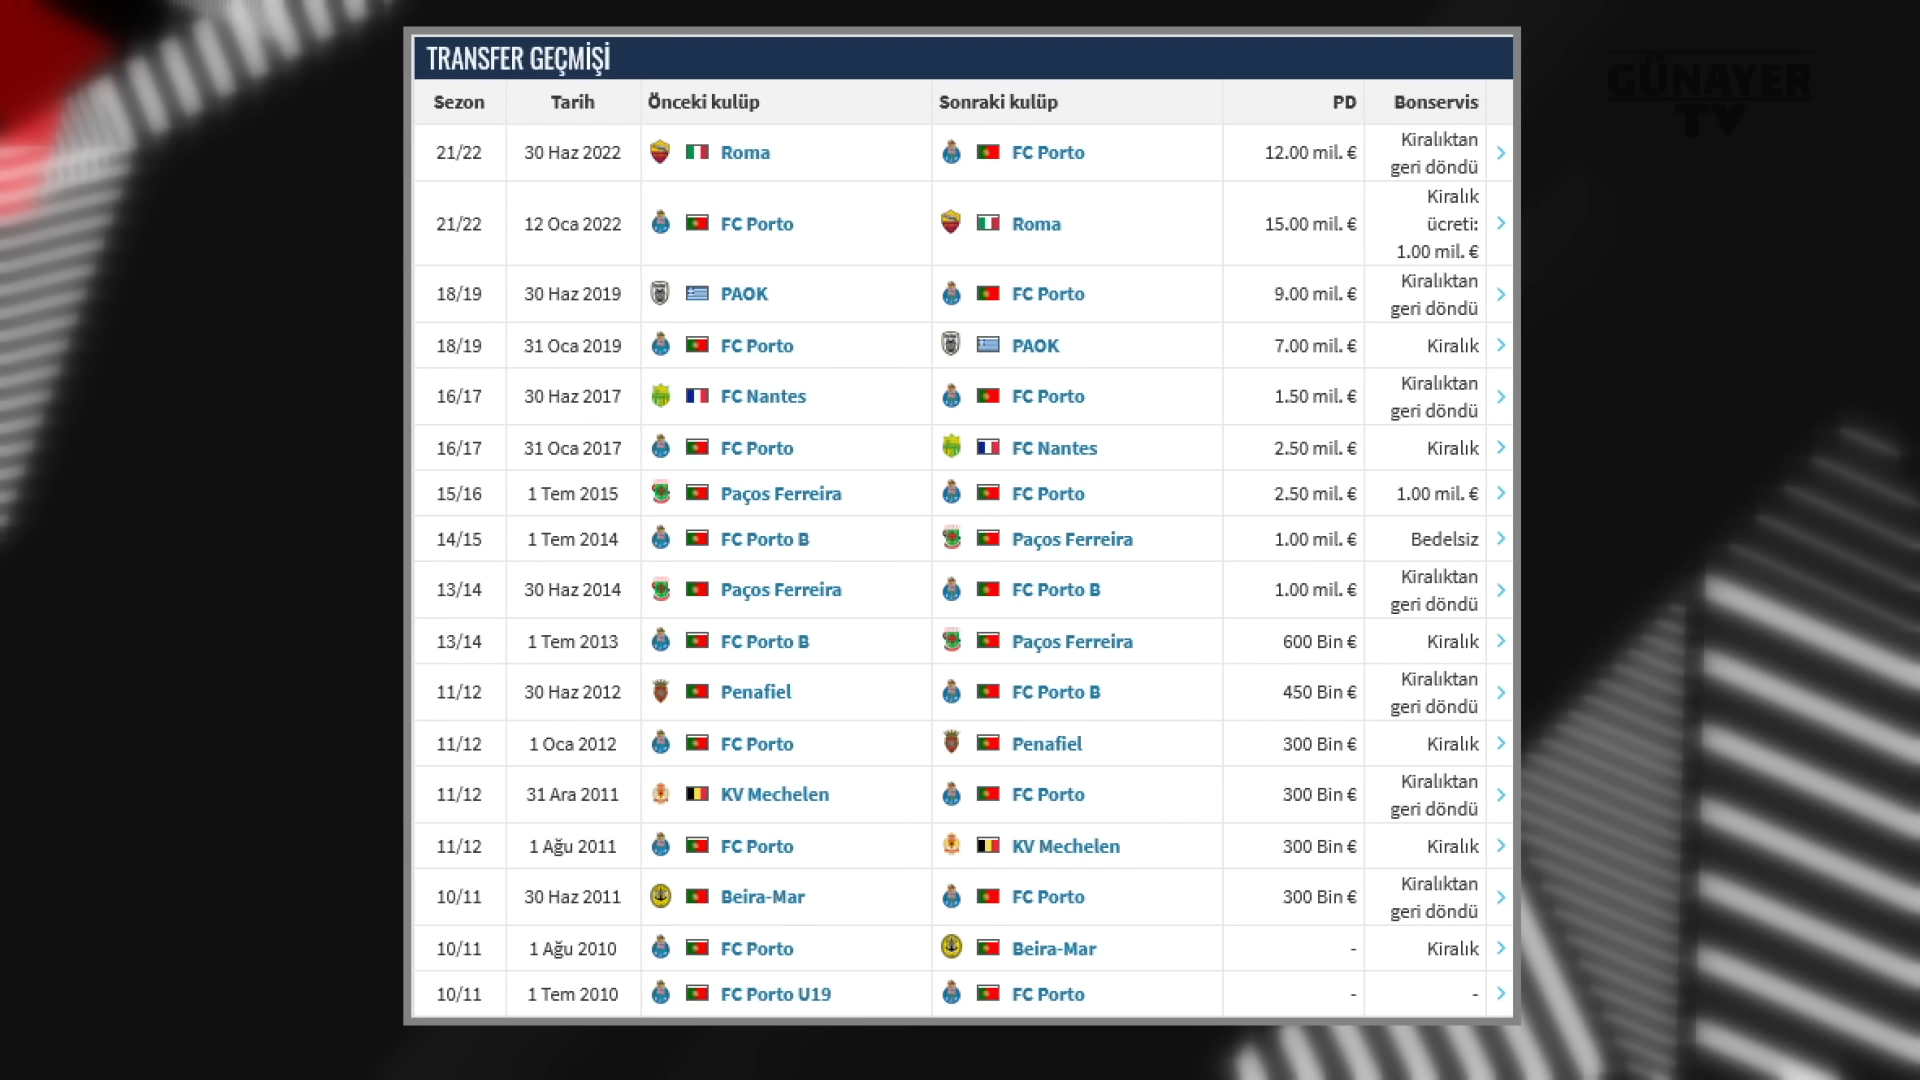 TRANSFER GEÇMİŞİ
GÜNAYER
TV
Sezon Tarih Önceki kulüp Sonraki kulüp PD Bonservis
21/22 30 Haz 2022 Roma FC Porto 12.00 mil. € Kiralıktan
geri döndü
21/22 12 Oca 2022 FC Porto Roma 15.00 mil. € Kiralık
ücreti:
1.00 mil. €
18/19 30 Haz 2019 PAOK FC Porto 9.00 mil. € Kiralıktan
geri döndü
18/19 31 Oca 2019 FC Porto PAOK 7.00 mil. € Kiralık
16/17 30 Haz 2017 FC Nantes FC Porto 1.50 mil. € Kiralıktan
geri döndü
16/17 31 Oca 2017 FC Porto FC Nantes 2.50 mil. € Kiralık
15/16 1 Tem 2015 Paços Ferreira FC Porto 2.50 mil. € 1.00 mil. €
14/15 1 Tem 2014 FC Porto B Paços Ferreira 1.00 mil. € Bedelsiz
13/14 30 Haz 2014 Paços Ferreira FC Porto B 1.00 mil. € Kiralıktan
geri döndü
13/14 1 Tem 2013 FC Porto B Paços Ferreira 600 Bin € Kiralık
11/12 30 Haz 2012 Penafiel FC Porto B 450 Bin € Kiralıktan
geri döndü
11/12 1 Oca 2012 FC Porto Penafiel 300 Bin € Kiralık
11/12 31 Ara 2011 KV Mechelen FC Porto 300 Bin € Kiralıktan
geri döndü
11/12 1 Ağu 2011 FC Porto KV Mechelen 300 Bin € Kiralık
10/11 30 Haz 2011 Beira-Mar FC Porto 300 Bin € Kiralıktan
geri döndü
10/11 1 Ağu 2010 FC Porto Beira-Mar - Kiralık
10/11 1 Tem 2010 FC Porto U19 FC Porto - -